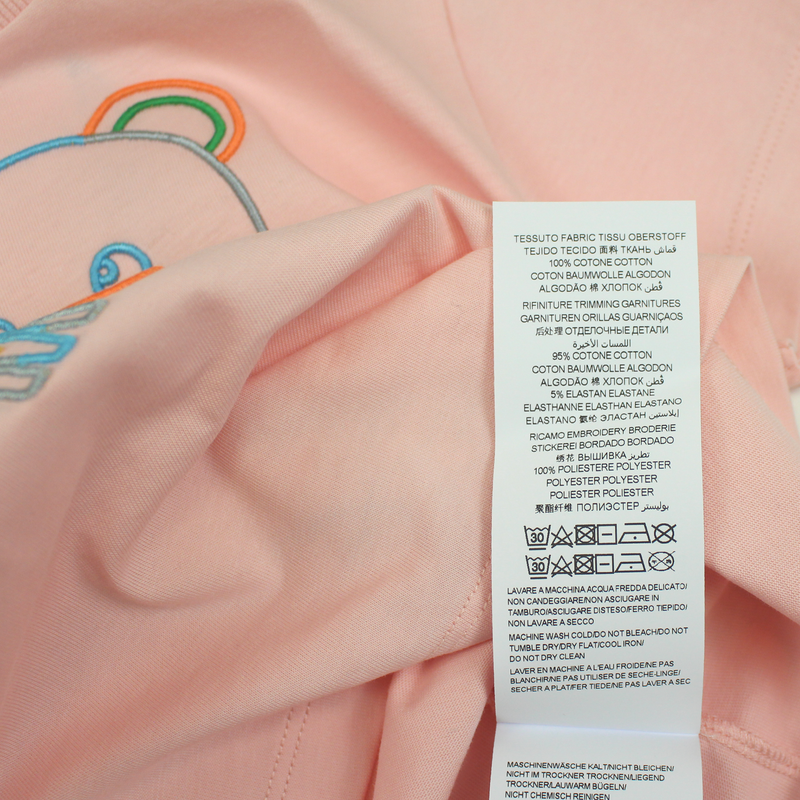 TESSUTO FABRIC TISSU OBERSTOFF
TEJIDO TECIDO 面料 ТКАНЬ قماش
100% COTONE COTTON
COTON BAUMWOLLE ALGODON
ALGODÃO 棉 ХЛОПОК قُطن
RIFINITURE TRIMMING GARNITURES
GARNITUREN ORILLAS GUARNIÇAOS
后处理 ОТДЕЛОЧНЫЕ ДЕТАЛИ
اللمسات الأخيرة
95% COTONE COTTON
COTON BAUMWOLLE ALGODON
ALGODÃO 棉 ХЛОПОК قُطن
5% ELASTAN ELASTANE
ELASTHANNE ELASTHAN ELASTANO
ELASTANO 氨纶 ЭЛАСТАН إيلاستين
RICAMO EMBROIDERY BRODERIE
STICKEREI BORDADO BORDADO
绣花 ВЫШИВКА تطريز
100% POLIESTERE POLYESTER
POLYESTER POLYESTER
POLIESTER POLIESTER
聚酯纤维 ПОЛИЭСТЕР بوليستر
30
30
LAVARE A MACCHINA ACQUA FREDDA DELICATO/
NON CANDEGGIARE/NON ASCIUGARE IN
TAMBURO/ASCIUGARE DISTESO/FERRO TIEPIDO/
NON LAVARE A SECCO
MACHINE WASH COLD/DO NOT BLEACH/DO NOT
TUMBLE DRY/DRY FLAT/COOL IRON/
DO NOT DRY CLEAN
LAVER EN MACHINE A L'EAU FROIDE/NE PAS
BLANCHIR/NE PAS UTILISER DE SECHE-LINGE/
SECHER A PLAT/FER TIEDE/NE PAS LAVER A SEC
MASCHINENWÄSCHE KALT/NICHT BLEICHEN/
NICHT IM TROCKNER TROCKNEN/LIEGEND
TROCKNEN/LAUWARM BÜGELN/
NICHT CHEMISCH REINIGEN